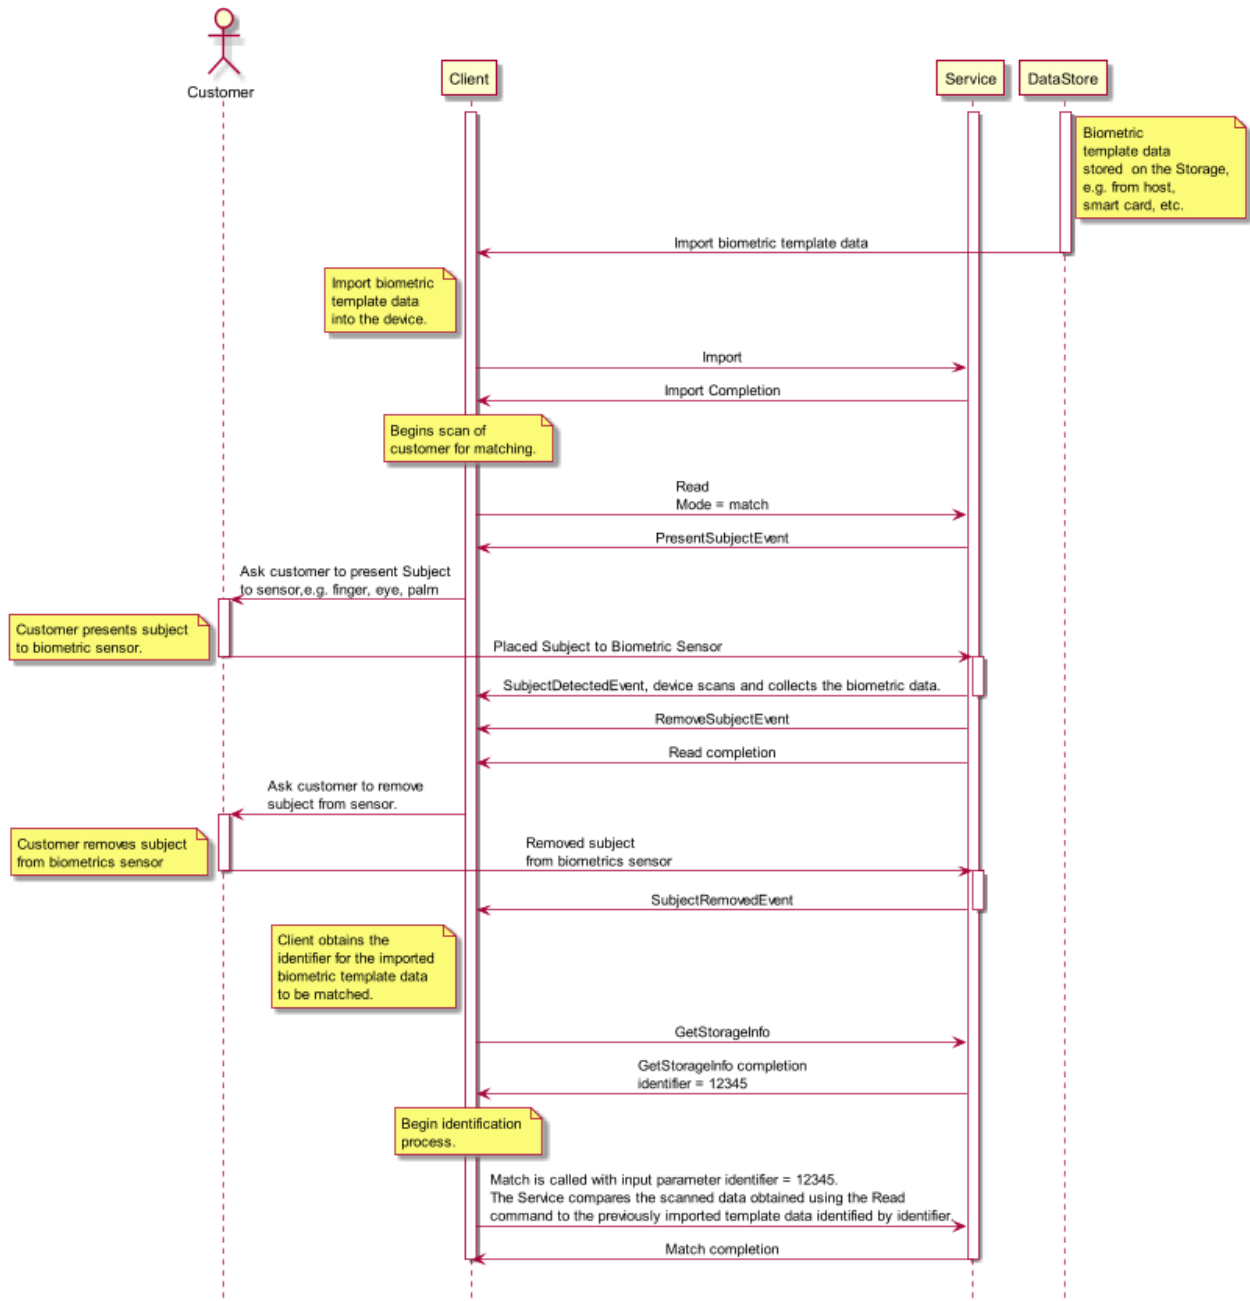 Customer
Client
Service
DataStore
Biometric
template data
stored  on the Storage,
e.g. from host,
smart card, etc.
Import biometric template data
Import biometric
template data
into the device.
Import
Import Completion
Begins scan of
customer for matching.
Read
Mode = match
PresentSubjectEvent
Ask customer to present Subject
to sensor,e.g. finger, eye, palm
Customer presents subject
to biometric sensor.
Placed Subject to Biometric Sensor
SubjectDetectedEvent, device scans and collects the biometric data.
RemoveSubjectEvent
Read completion
Ask customer to remove
subject from sensor.
Customer removes subject
from biometrics sensor
Removed subject
from biometrics sensor
SubjectRemovedEvent
Client obtains the
identifier for the imported
biometric template data
to be matched.
GetStorageInfo
GetStorageInfo completion
identifier = 12345
Begin identification
process.
Match is called with input parameter identifier = 12345.
The Service compares the scanned data obtained using the Read
command to the previously imported template data identified by identifier.
Match completion